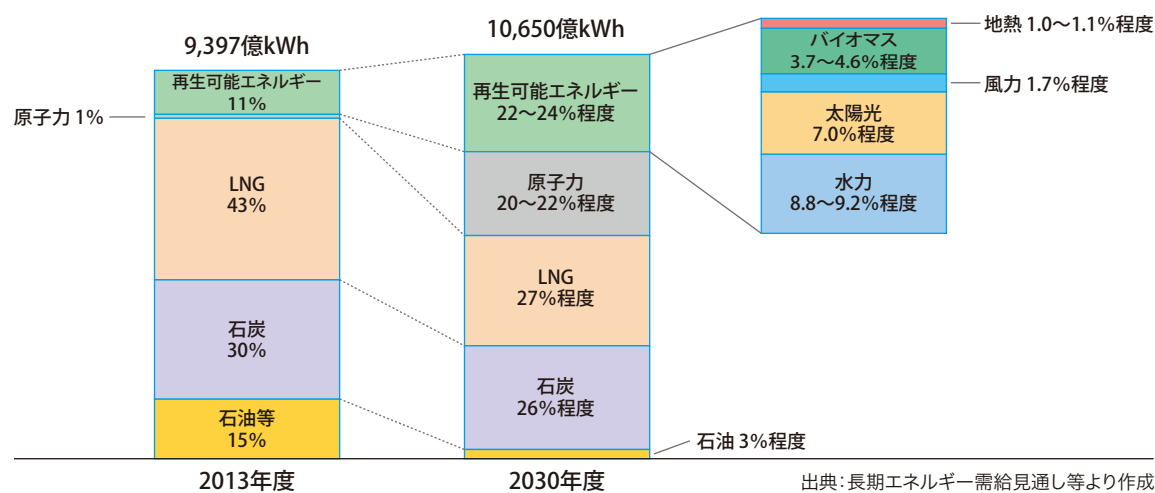 9,397億kWh
再生可能エネルギー
11%
原子力 1%
LNG
43%
石炭
30%
石油等
15%
2013年度
10,650億kWh
再生可能エネルギー
22〜24%程度
原子力
20〜22%程度
LNG
27%程度
石炭
26%程度
石油 3%程度
2030年度
地熱 1.0〜1.1%程度
バイオマス
3.7〜4.6%程度
風力 1.7%程度
太陽光
7.0%程度
水力
8.8〜9.2%程度
出典：長期エネルギー需給見通し等より作成